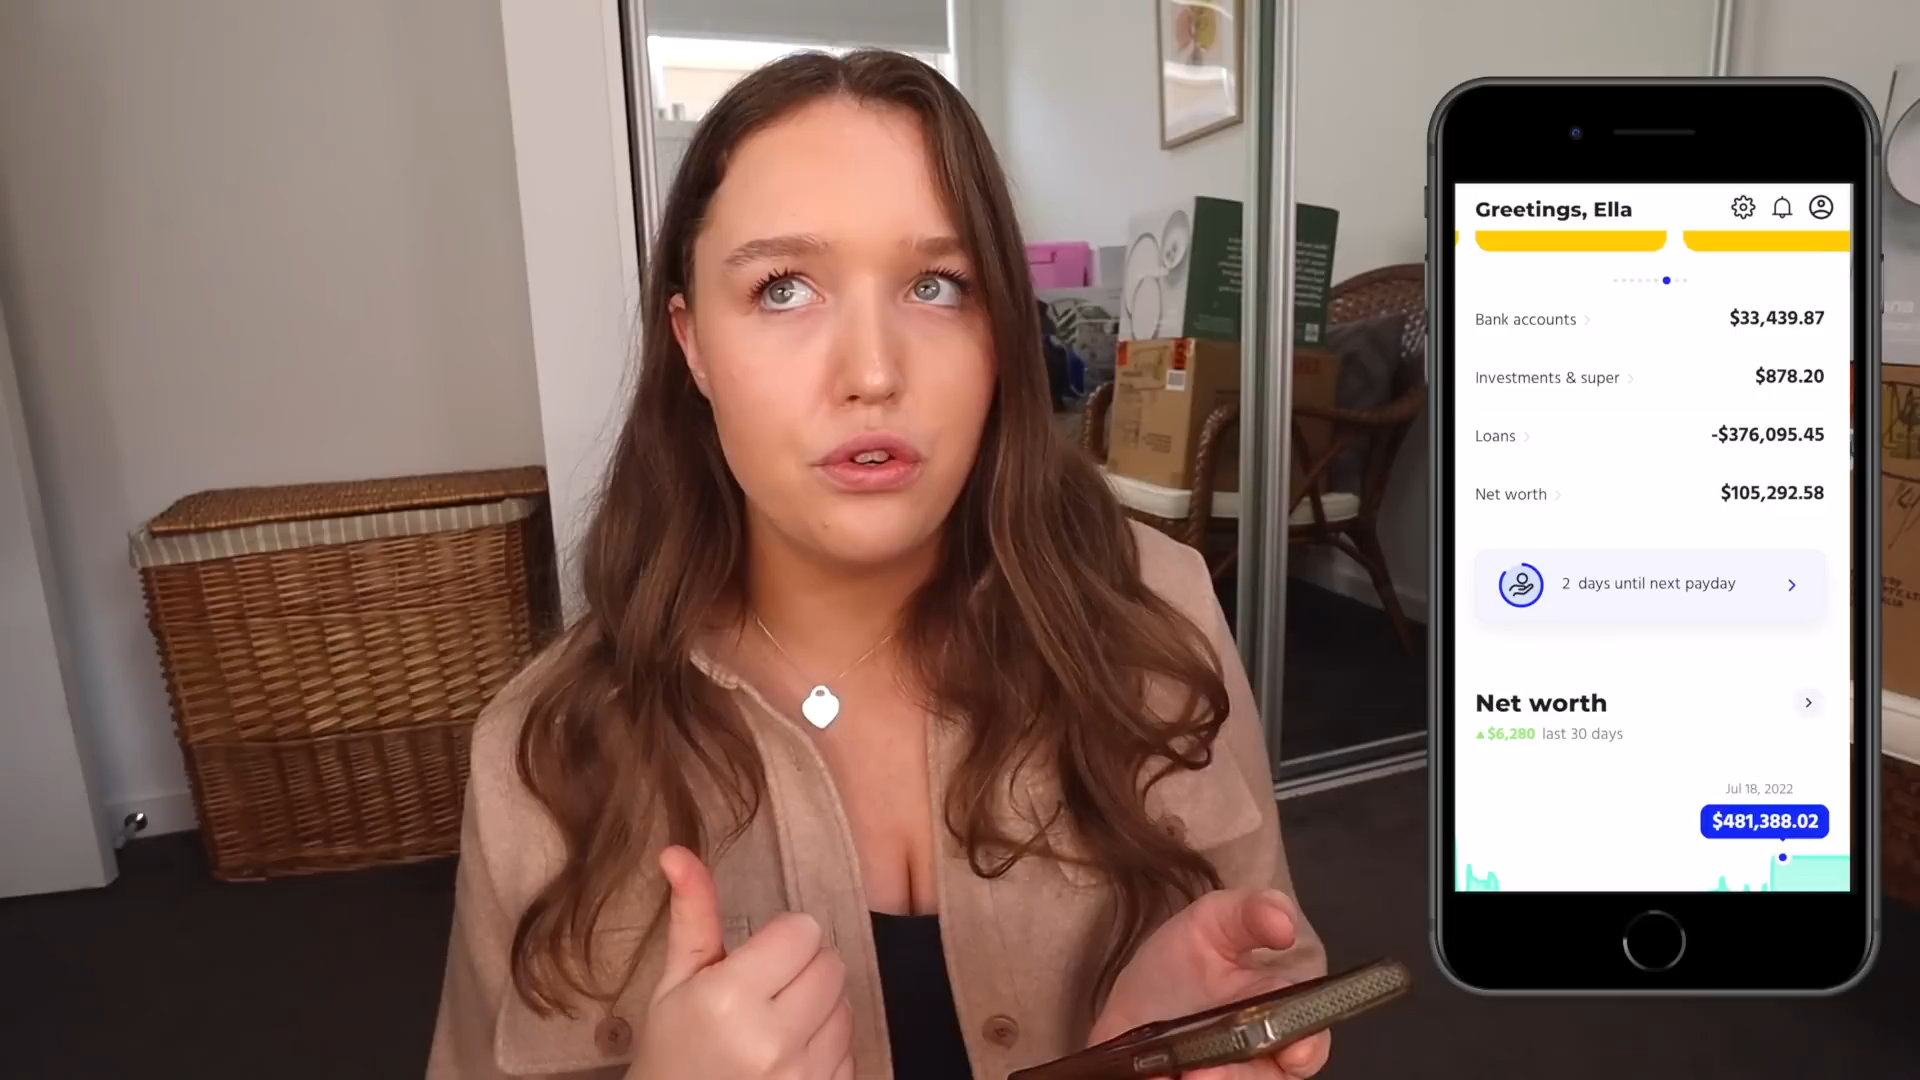 Greetings, Ella
Bank accounts $33,439.87
Investments & super $878.20
Loans -$376,095.45
Net worth $105,292.58
2 days until next payday
Net worth
▲$6,280 last 30 days
Jul 18, 2022
$481,388.02